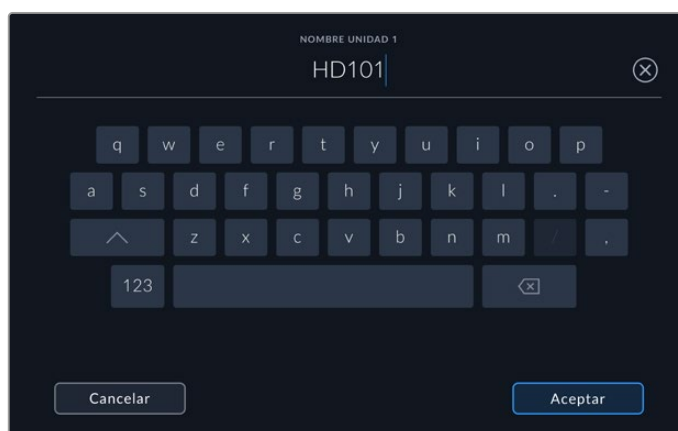 NOMBRE UNIDAD 1
HD101
q w e r t y u i o p
a s d f g h j k l . -
z x c v b n m / ,
123
Cancelar Aceptar